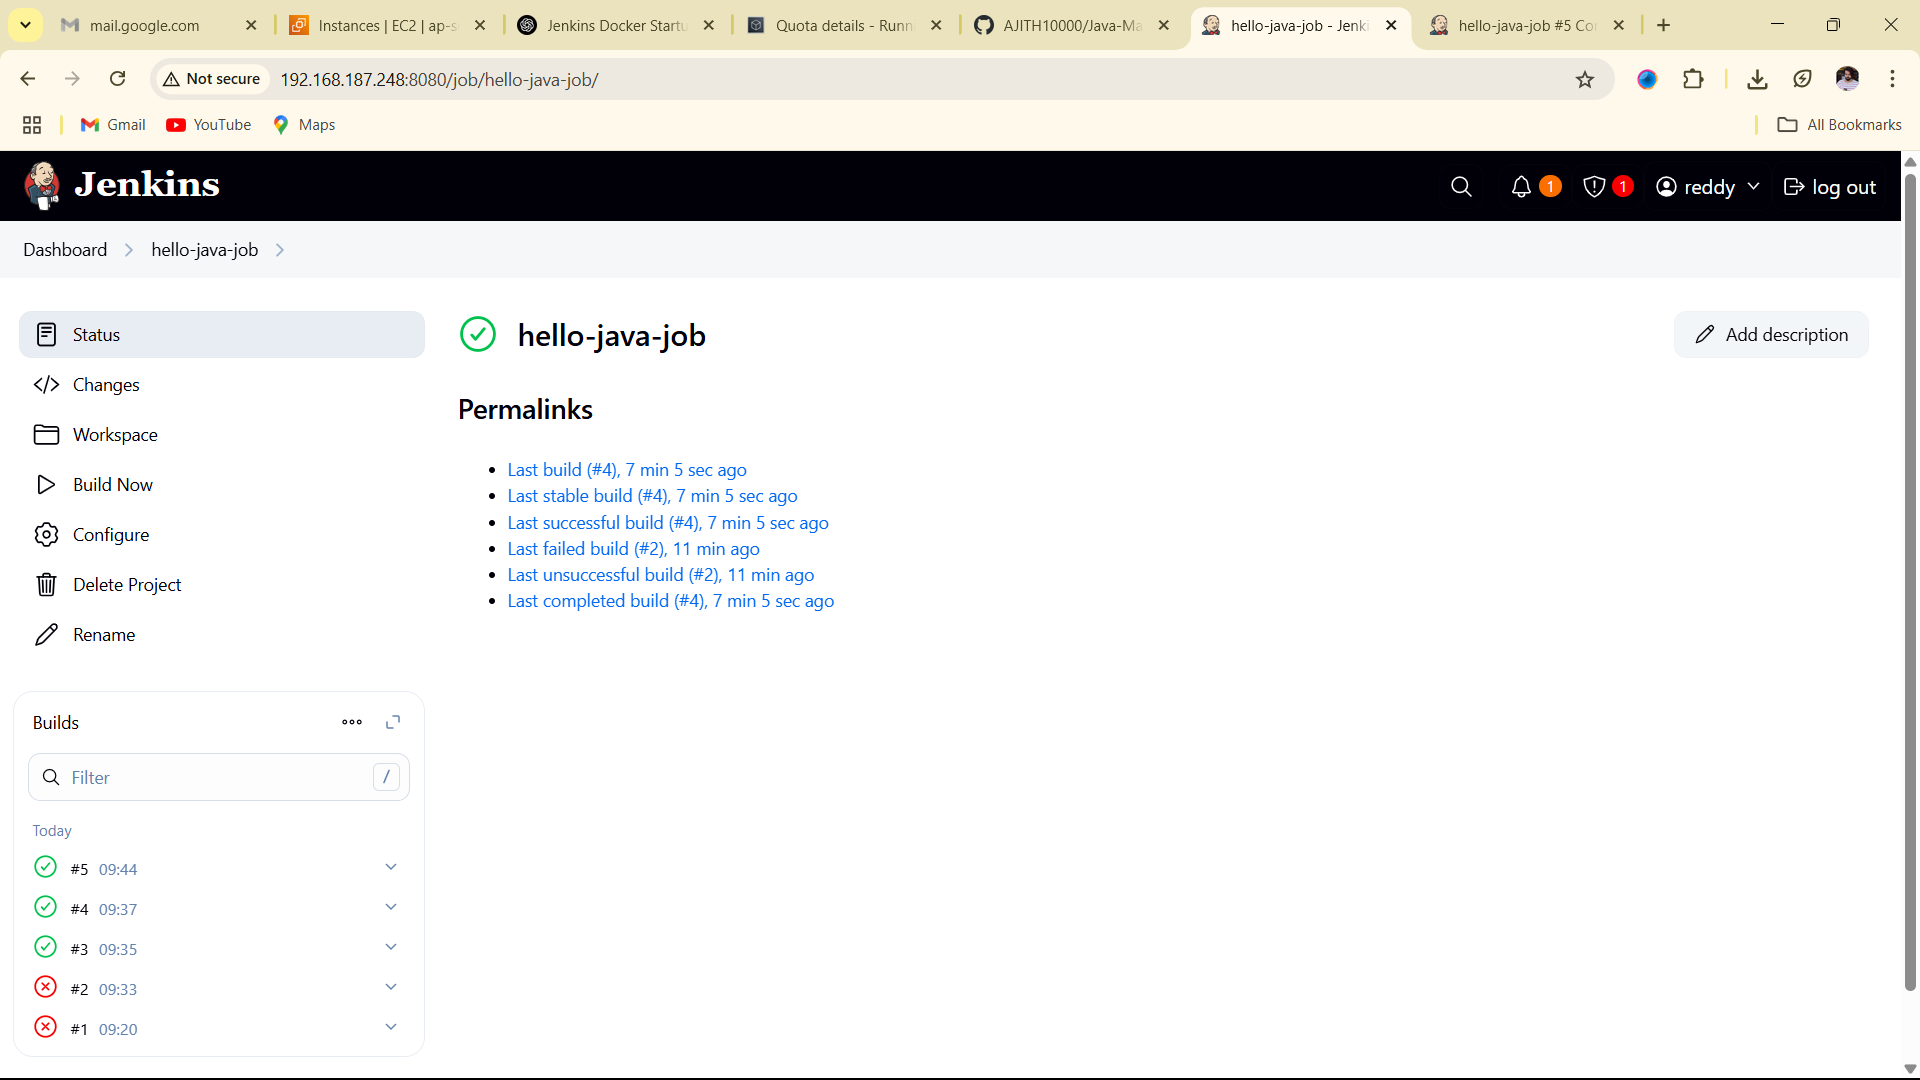 mail.google.com
Instances | EC2 | ap-s
Jenkins Docker Startu
Quota details - Runn
AJITH10000/Java-Ma
hello-java-job - Jenki
hello-java-job #5 Co
Not secure
192.168.187.248:8080/job/hello-java-job/
Gmail
YouTube
Maps
All Bookmarks
Jenkins
1
1
reddy
log out
Dashboard
hello-java-job
Status
Changes
Workspace
Build Now
Configure
Delete Project
Rename
hello-java-job
Add description
Permalinks
Last build (#4), 7 min 5 sec ago
Last stable build (#4), 7 min 5 sec ago
Last successful build (#4), 7 min 5 sec ago
Last failed build (#2), 11 min ago
Last unsuccessful build (#2), 11 min ago
Last completed build (#4), 7 min 5 sec ago
Builds
Filter
/
Today
#5 09:44
#4 09:37
#3 09:35
#2 09:33
#1 09:20